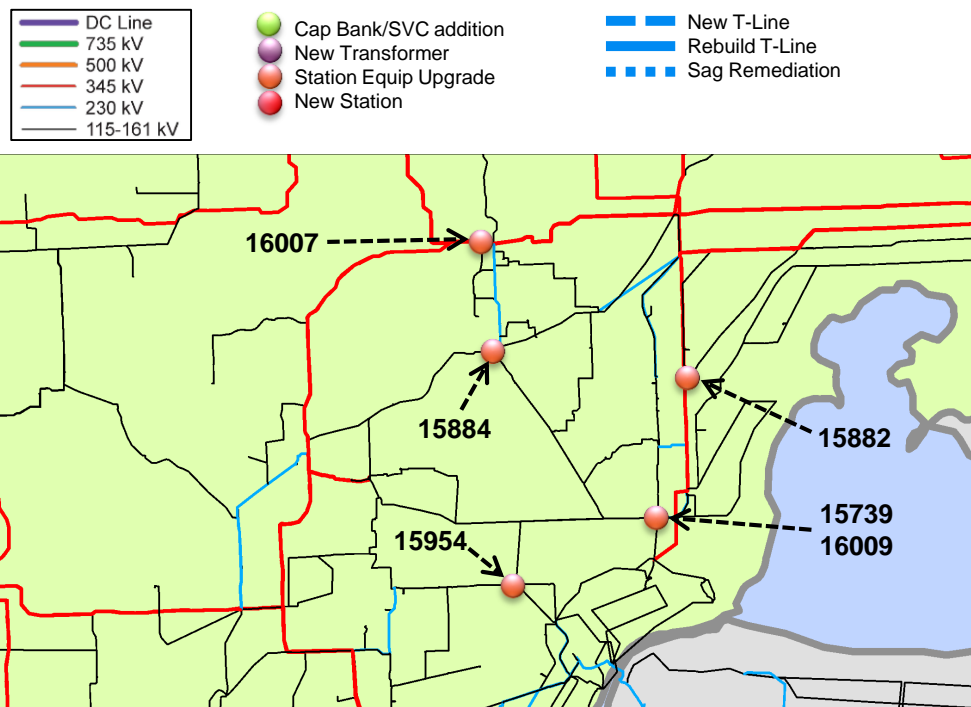 DC Line
735 kV
500 kV
345 kV
230 kV
115-161 kV
Cap Bank/SVC addition
New Transformer
Station Equip Upgrade
New Station
New T-Line
Rebuild T-Line
Sag Remediation
16007
15884
15882
15739
16009
15954